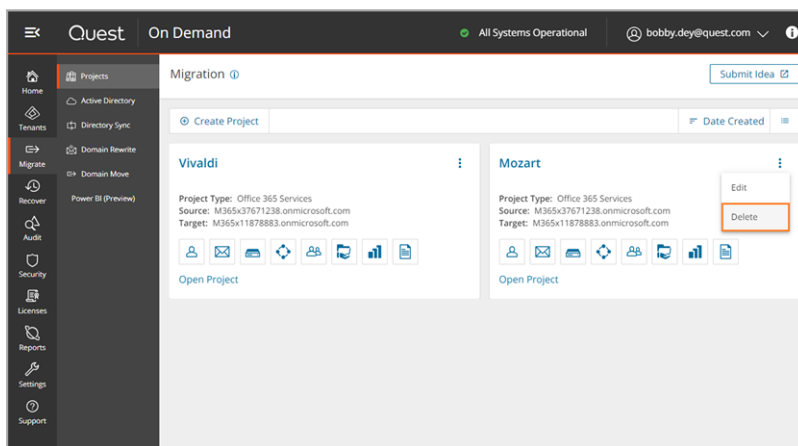 Quest On Demand
All Systems Operational
bobby.dey@quest.com
Home
Tenants
Migrate
Recover
Audit
Security
Licenses
Reports
Settings
Support
Projects
Active Directory
Directory Sync
Domain Rewrite
Domain Move
Power BI (Preview)
Migration
Submit Idea
Create Project
Date Created
Vivaldi
Project Type: Office 365 Services
Source: M365x37671238.onmicrosoft.com
Target: M365x11878883.onmicrosoft.com
Open Project
Mozart
Project Type: Office 365 Services
Source: M365x37671238.onmicrosoft.com
Target: M365x11878883.onmicrosoft.com
Open Project
Edit
Delete